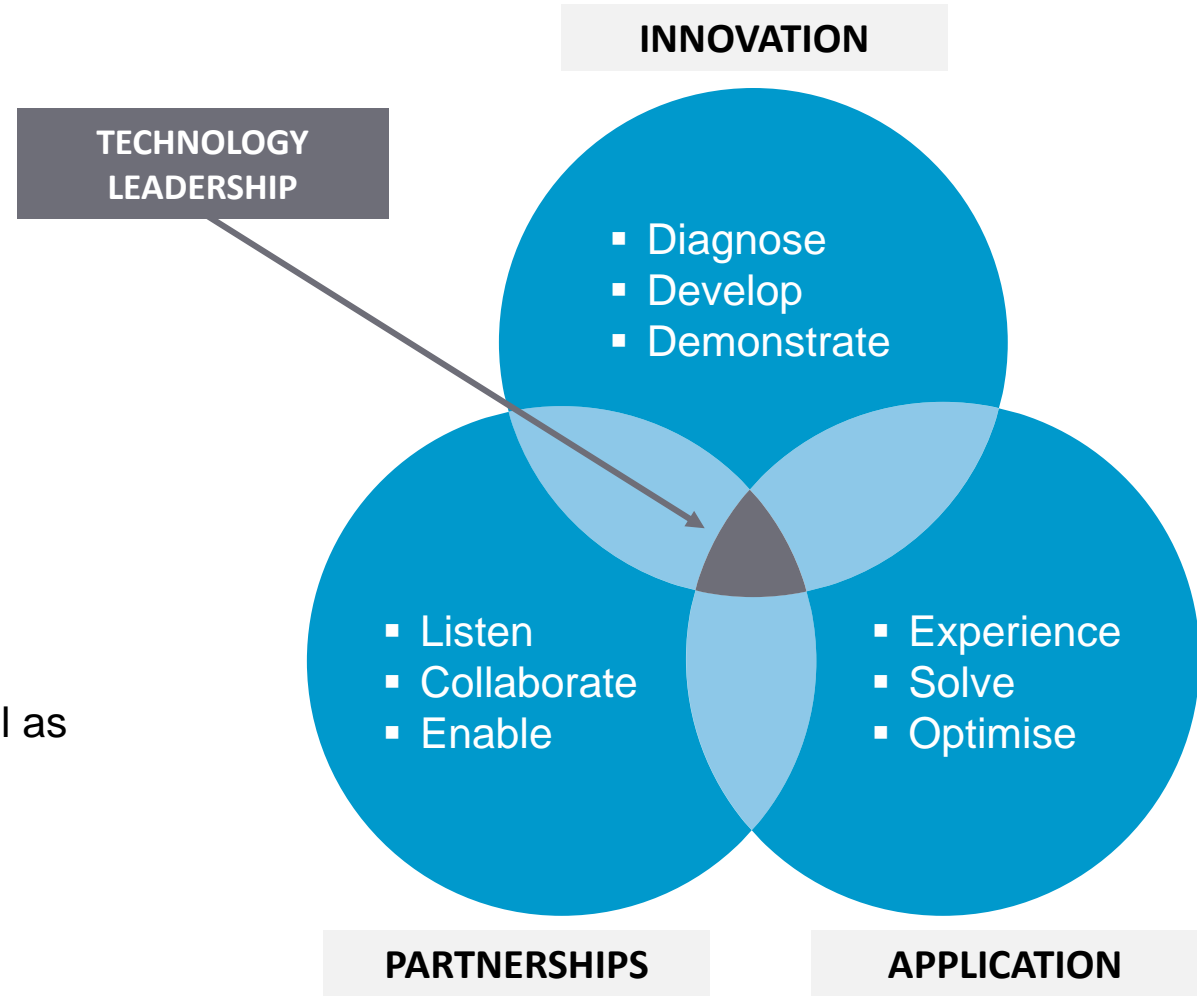 INNOVATION
TECHNOLOGY
LEADERSHIP
▪ Diagnose
▪ Develop
▪ Demonstrate
▪ Listen
▪ Collaborate
▪ Enable
▪ Experience
▪ Solve
▪ Optimise
l as
PARTNERSHIPS
APPLICATION